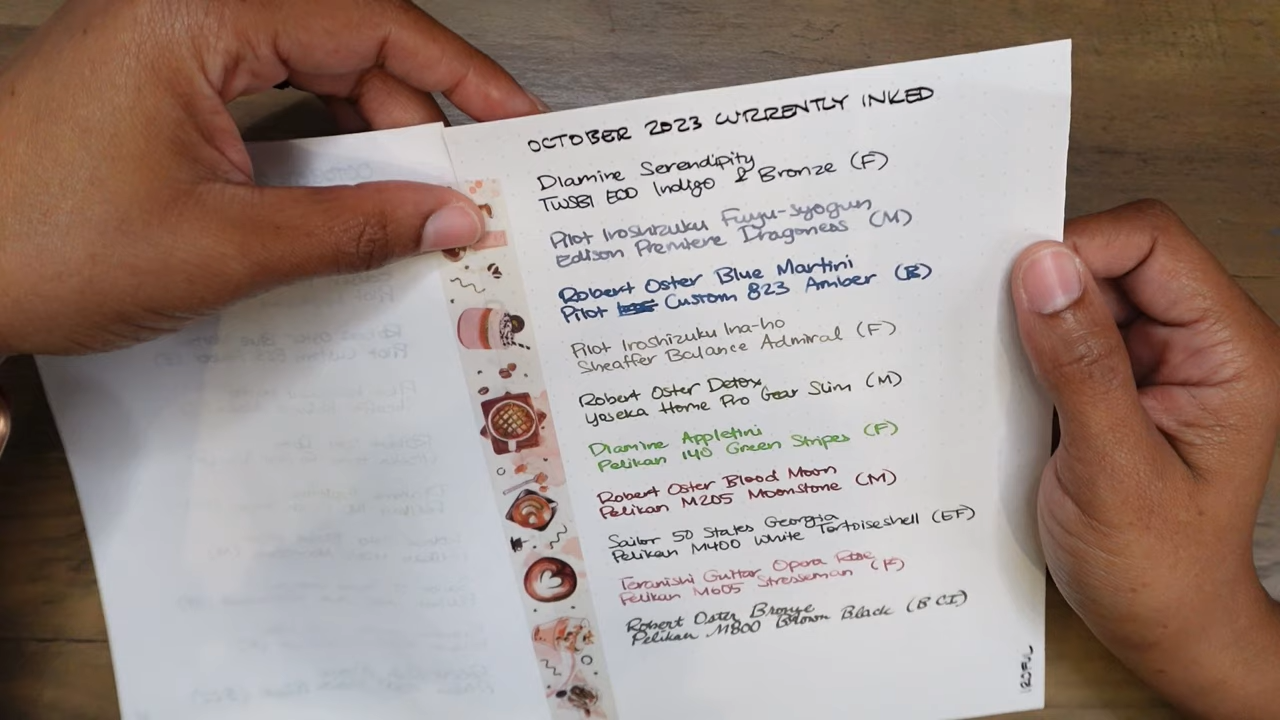 OCTOBER 2023 CURRENTLY INKED
Diamine Serendipity
TWSBI ECO Indigo & Bronze (F)
Pilot Iroshizuku Fuyu-syogun
Edison Premiere Dragoness (M)
Robert Oster Blue Martini
Pilot Custom 823 Amber (B)
Pilot Iroshizuku Ina-ho
Sheaffer Balance Admiral (F)
Robert Oster Detox
Yoseka Home Pro Gear Slim (M)
Diamine Appletini
Pelikan 140 Green Stripes (F)
Robert Oster Blood Moon
Pelikan M205 Moonstone (M)
Sailor 50 States Georgia
Pelikan M400 White Tortoiseshell (EF)
Teranishi Guitar Opera Rose
Pelikan M605 Stresseman (F)
Robert Oster Bronze
Pelikan M800 Brown Black (B CI)